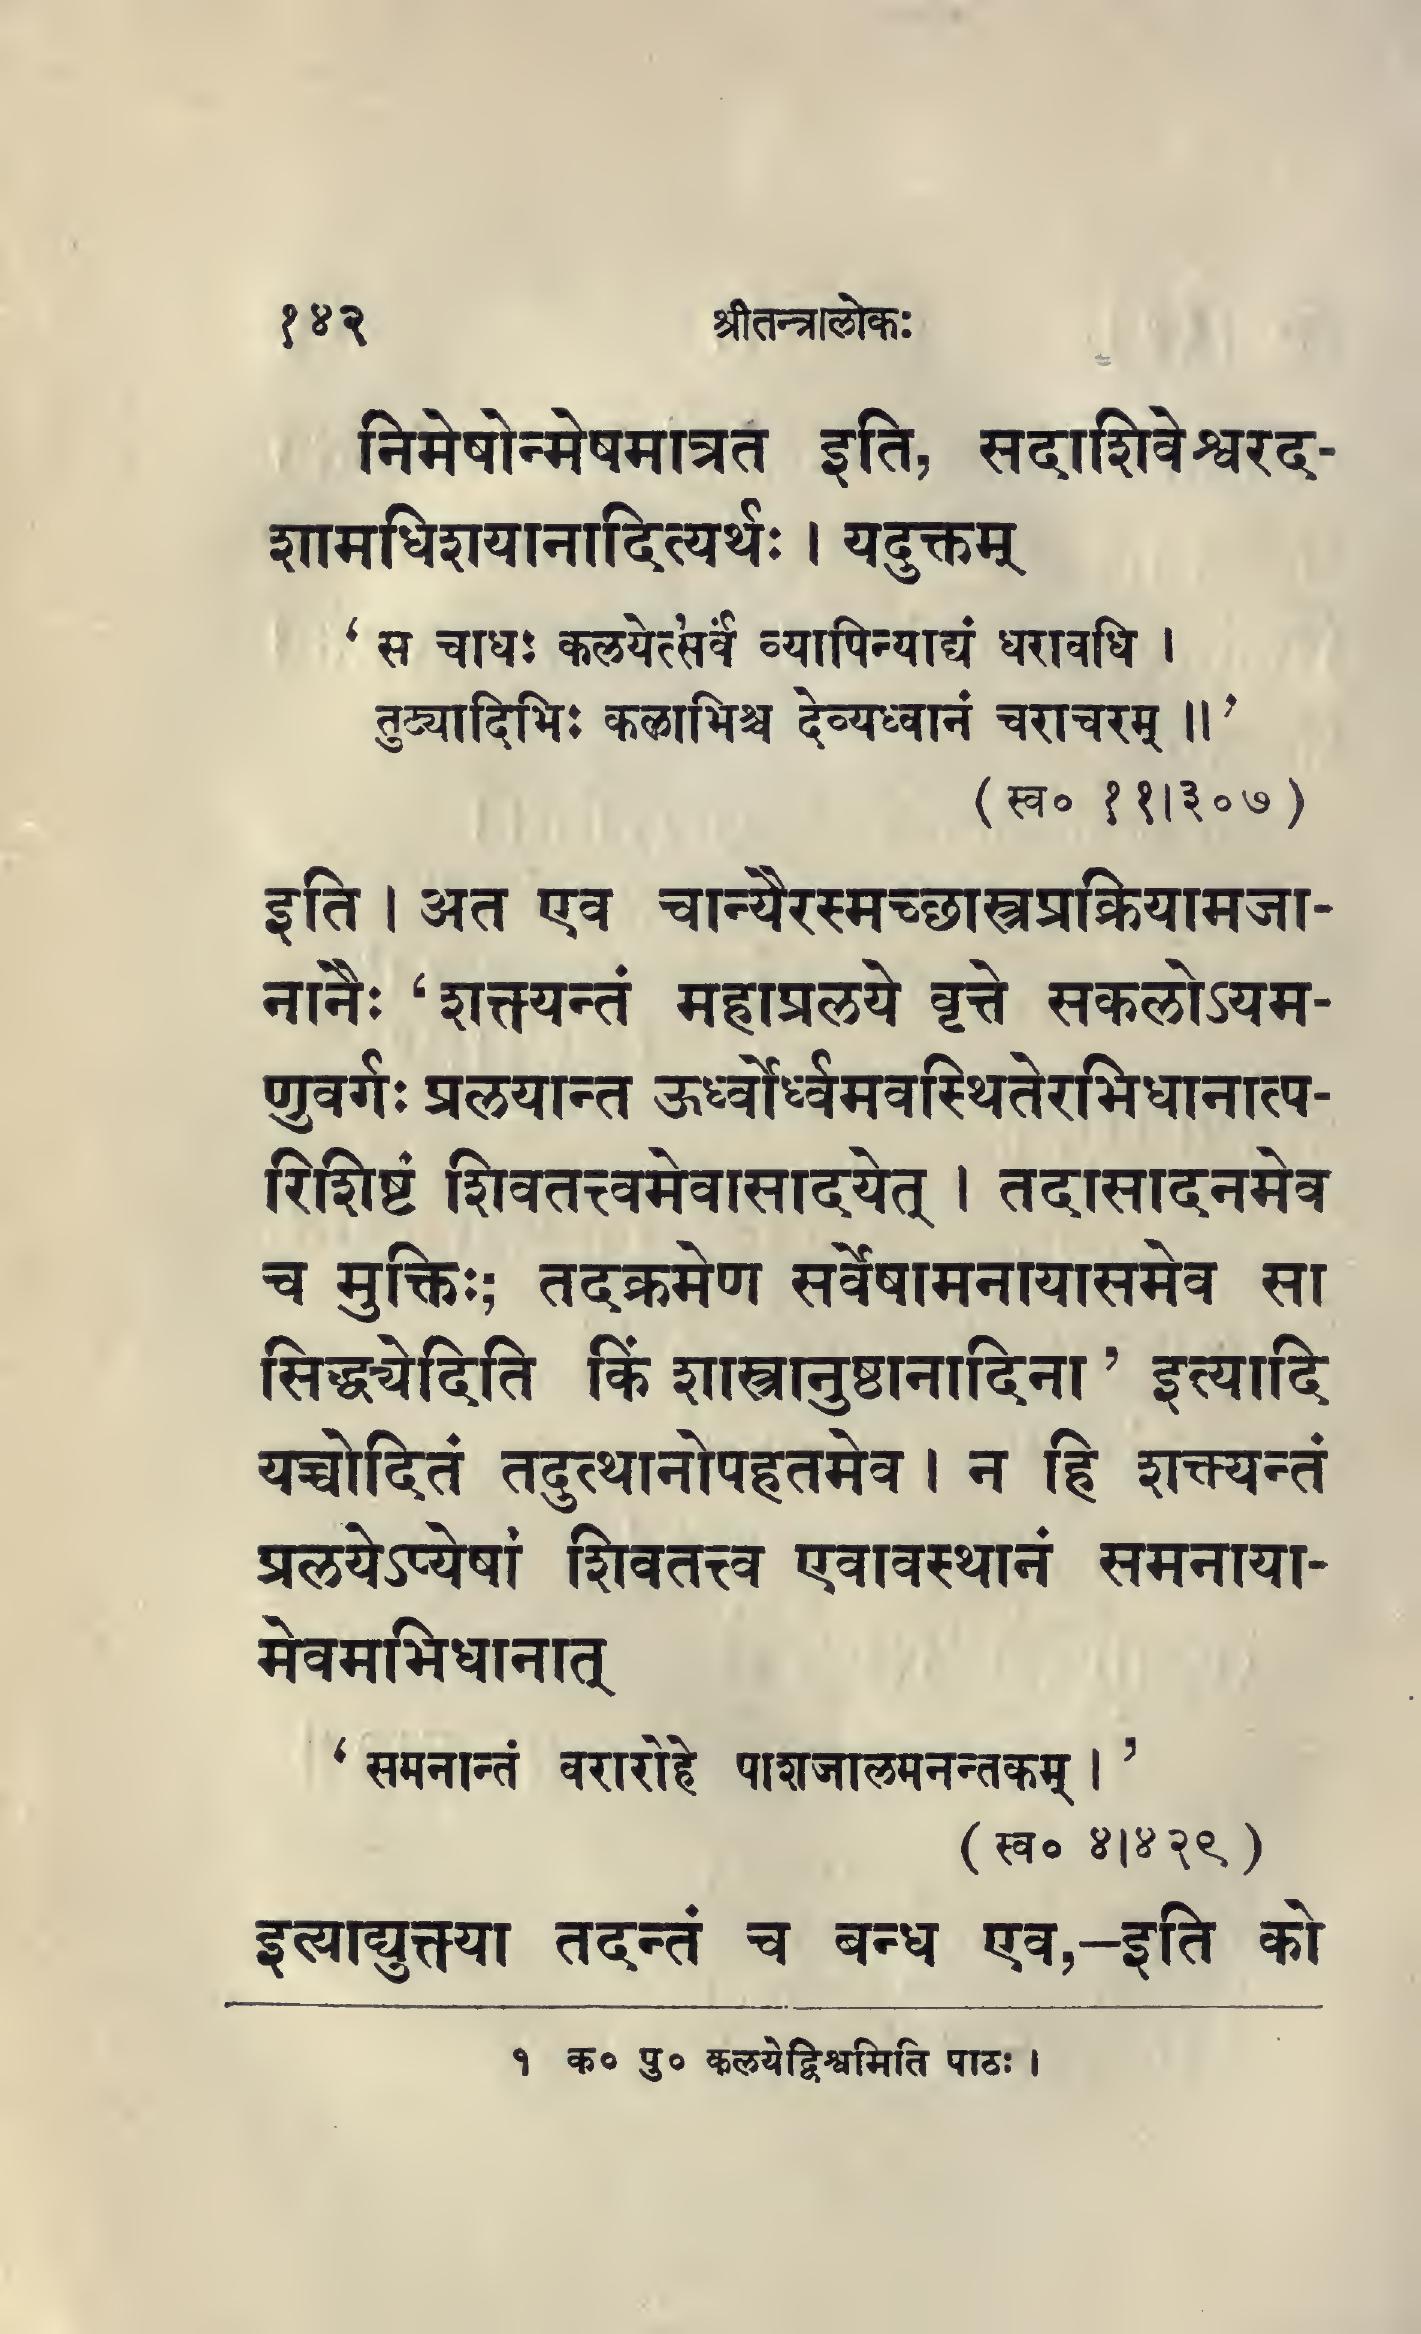 १४२ श्रीतन्त्रालोकः
निमेषोन्मेषमात्रत इति, सदाशिवेश्वरद-
शामधिशयानादित्यर्थः । यदुक्तम्
‘ स चाधः कलयेत्स१र्वं व्यापिन्याद्यं धरावधि ।
तुट्यादिभिः कलाभिश्च देव्यध्वानं चराचरम् ॥’
( स्व० ११।३०७ )
इति । अत एव चान्यैरस्मच्छास्त्रप्रक्रियामजा-
नानैः ‘शक्त्यन्तं महाप्रलये वृत्ते सकलोऽयम-
णुवर्गः प्रलयान्त ऊर्ध्वोर्ध्वमवस्थितेरभिधानात्प-
रिशिष्टं शिवतत्त्वमेवासादयेत् । तदासादनमेव
च मुक्तिः; तदक्रमेण सर्वेषामनायासमेव सा
सिद्ध्येदिति किं शास्त्रानुष्ठानादिना’ इत्यादि
यच्चोदितं तदुत्थानोपहतमेव । न हि शक्त्यन्तं
प्रलयेऽप्येषां शिवतत्त्व एवावस्थानं समनाया-
मेवमभिधानात्
‘ समनान्तं वरारोहे पाशजालमनन्तकम् । ’
( स्व० ४।४२९ )
इत्याद्युक्त्या तदन्तं च बन्ध एव,—इति को
१ क० पु० कलयेद्विश्वमिति पाठः ।